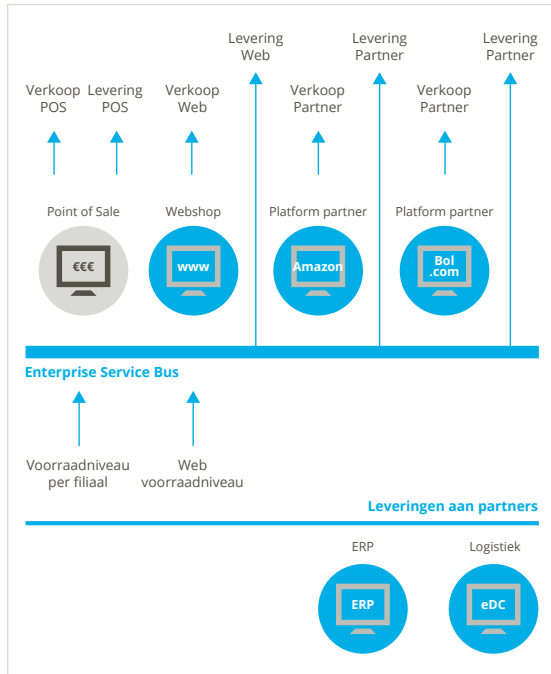 Levering
Web
Levering
Partner
Levering
Partner
Verkoop
POS
Levering
POS
Verkoop
Web
Verkoop
Partner
Verkoop
Partner
Point of Sale
Webshop
Platform partner
Platform partner
€€€
www
Amazon
Bol
.com
Enterprise Service Bus
Voorraadniveau
per filiaal
Web
voorraadniveau
Leveringen aan partners
ERP
Logistiek
ERP
eDC